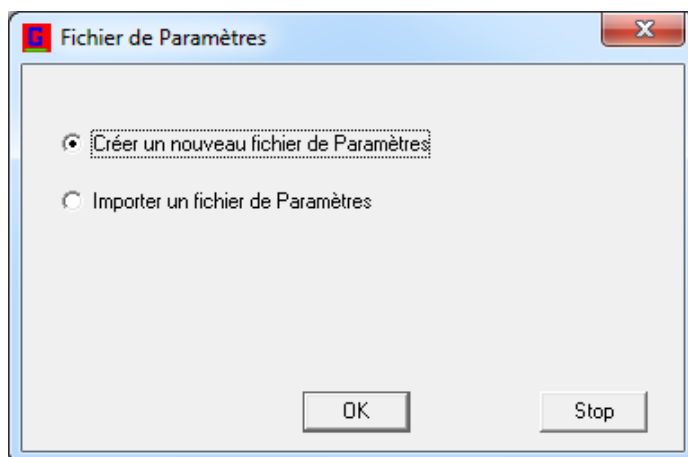 G Fichier de Paramètres
Créer un nouveau fichier de Paramètres
Importer un fichier de Paramètres
OK Stop